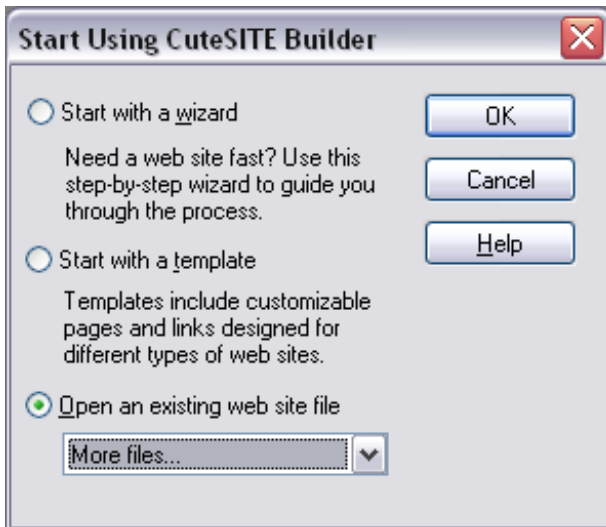 Start Using CuteSITE Builder
Start with a wizard
OK
Need a web site fast? Use this
step-by-step wizard to guide you
through the process.
Cancel
Start with a template
Help
Templates include customizable
pages and links designed for
different types of web sites.
Open an existing web site file
More files...